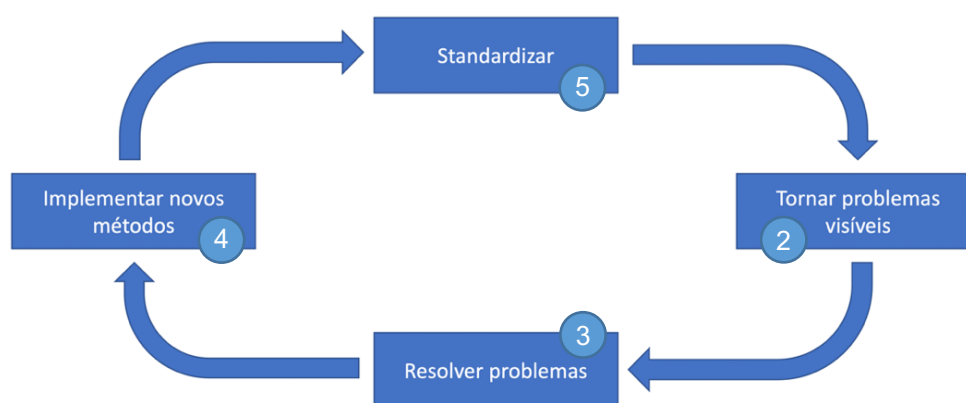 Standardizar
5
Implementar novos
métodos
4
Tornar problemas
visíveis
2
3
Resolver problemas